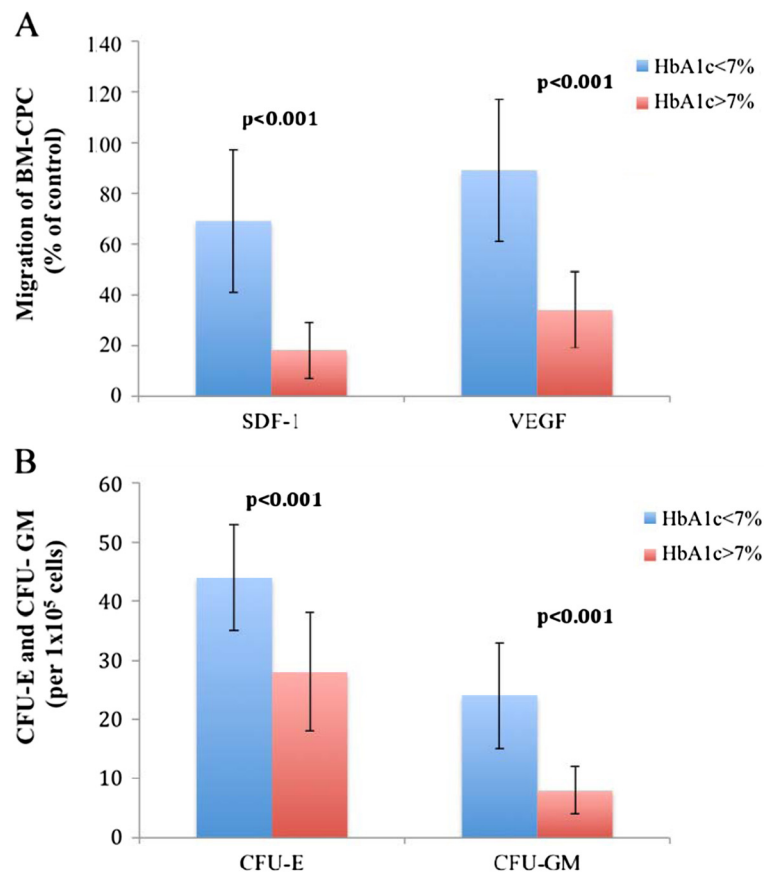 A
Migration of BM-CPC
(% of control)
140
120
100
80
60
40
20
0
p<0.001
p<0.001
HbA1c<7%
HbA1c>7%
SDF-1
VEGF
B
CFU-E and CFU- GM
(per 1x10⁵ cells)
60
50
40
30
20
10
0
p<0.001
p<0.001
HbA1c<7%
HbA1c>7%
CFU-E
CFU-GM